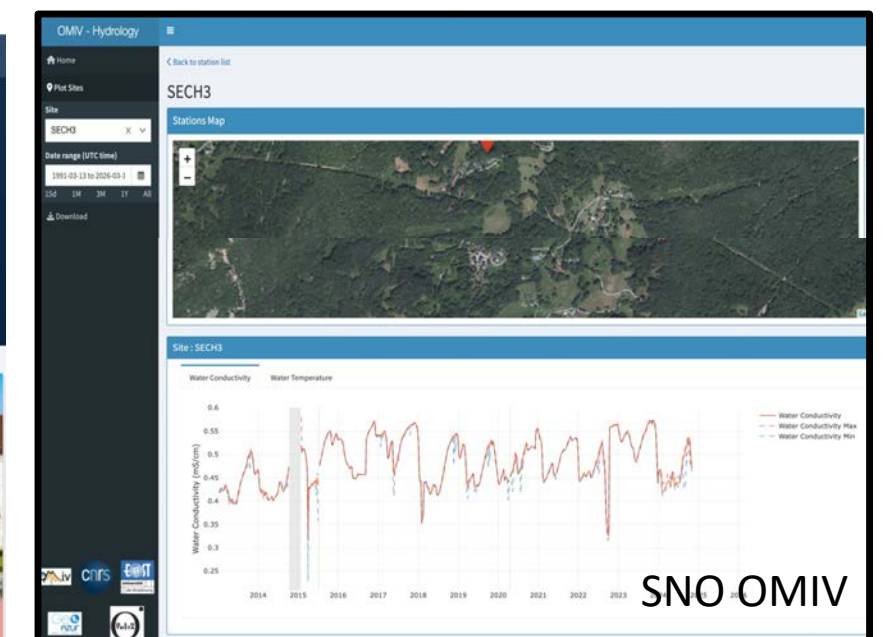 OMIV - Hydrology
Home
Back to station list
Plot Sites
SECH3
Site
Stations Map
SECH3 X
+
−
Date range (UTC time)
1991-03-13 to 2026-03-1
15d 1M 3M 1Y All
Download
Site : SECH3
Water Conductivity Water Temperature
Water Conductivity
Water Conductivity Max
Water Conductivity Min
Water Conductivity (mS/cm)
0.6
0.55
0.5
0.45
0.4
0.35
0.3
0.25
2014 2015 2016 2017 2018 2019 2020 2021 2022 2023
SNO OMIV
cnrs